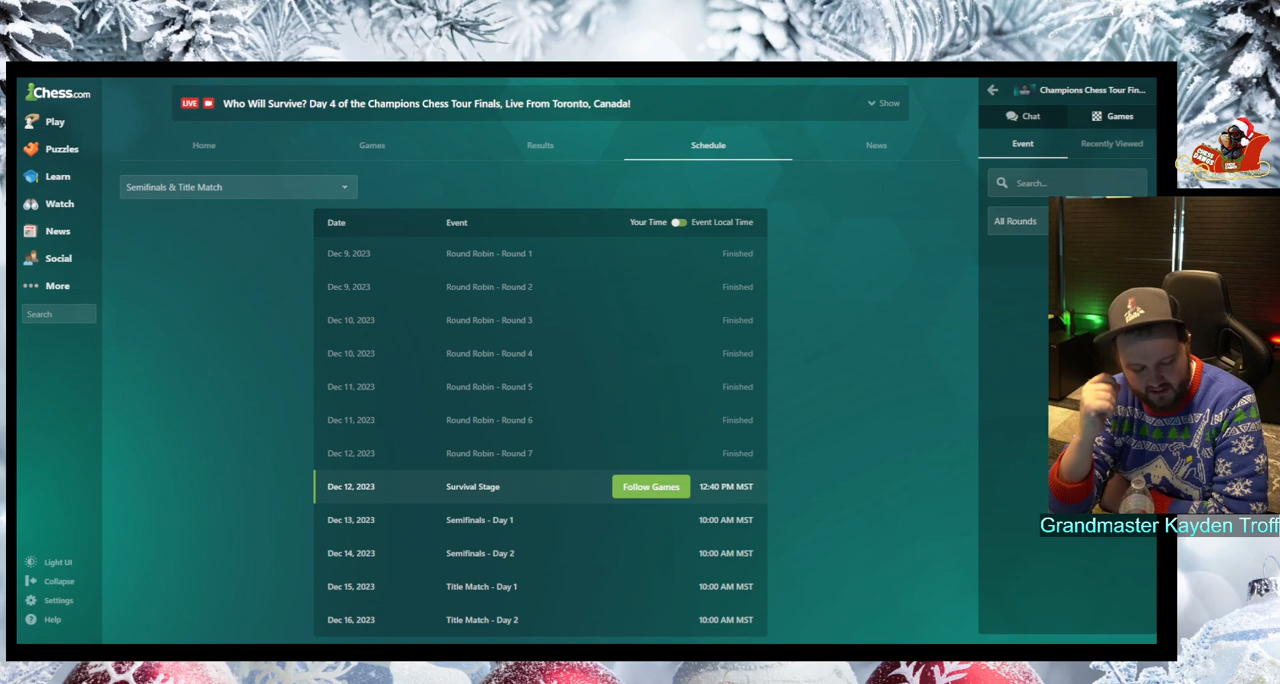 Chess.com
Play
Puzzles
Learn
Watch
News
Social
More
Search
Light UI
Collapse
Settings
Help
LIVE Who Will Survive? Day 4 of the Champions Chess Tour Finals, Live From Toronto, Canada! Show
Home Games Results Schedule News
Semifinals & Title Match
Date Event Your Time Event Local Time
Dec 9, 2023 Round Robin - Round 1 Finished
Dec 9, 2023 Round Robin - Round 2 Finished
Dec 10, 2023 Round Robin - Round 3 Finished
Dec 10, 2023 Round Robin - Round 4 Finished
Dec 11, 2023 Round Robin - Round 5 Finished
Dec 11, 2023 Round Robin - Round 6 Finished
Dec 12, 2023 Round Robin - Round 7 Finished
Dec 12, 2023 Survival Stage Follow Games 12:40 PM MST
Dec 13, 2023 Semifinals - Day 1 10:00 AM MST
Dec 14, 2023 Semifinals - Day 2 10:00 AM MST
Dec 15, 2023 Title Match - Day 1 10:00 AM MST
Dec 16, 2023 Title Match - Day 2 10:00 AM MST
Champions Chess Tour Fin...
Chat Games
Event Recently Viewed
Search...
All Rounds
CHESS
DAWGS
Grandmaster Kayden Troff